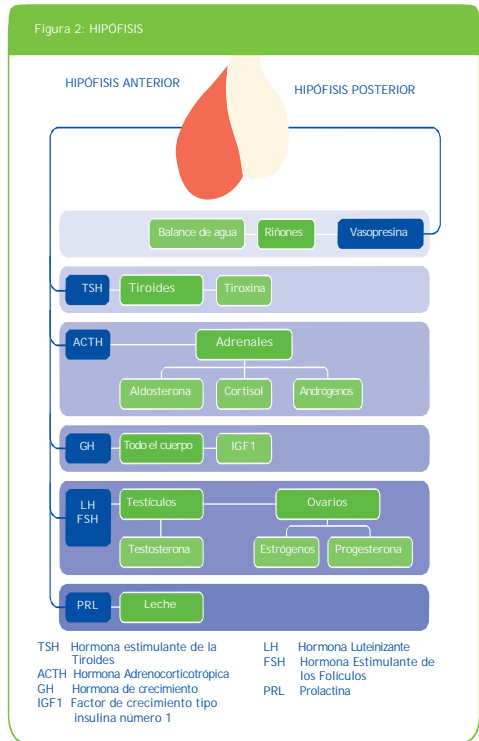 Figura 2: HIPÓFISIS
HIPÓFISIS ANTERIOR
HIPÓFISIS POSTERIOR
Balance de agua
Riñones
Vasopresina
TSH
Tiroides
Tiroxina
ACTH
Adrenales
Aldosterona
Cortisol
Andrógenos
GH
Todo el cuerpo
IGF1
LH
FSH
Testículos
Ovarios
Testosterona
Estrógenos
Progesterona
PRL
Leche
TSH Hormona estimulante de la
Tiroides
ACTH Hormona Adrenocorticotrópica
GH Hormona de crecimiento
IGF1 Factor de crecimiento tipo
insulina número 1
LH Hormona Luteinizante
FSH Hormona Estimulante de
los Folículos
PRL Prolactina